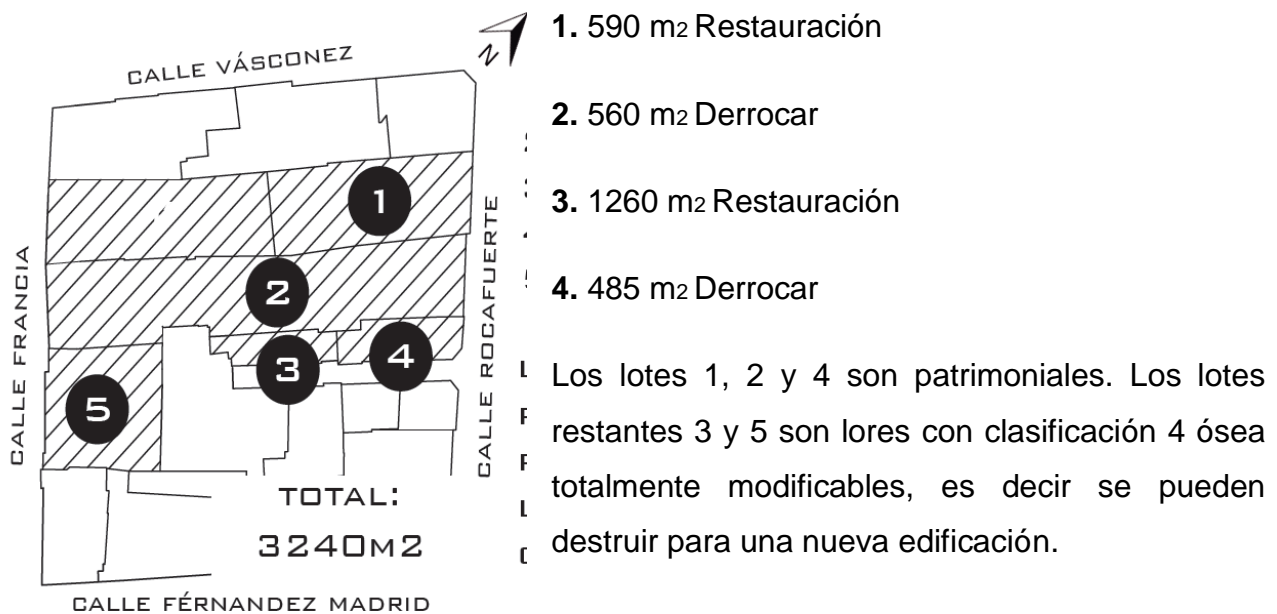 CALLE VÁSCONEZ
N
CALLE FRANCIA
CALLE ROCAFUERTE
1
2
3
4
5
TOTAL:
3240M2
CALLE FÉRNANDEZ MADRID
1. 590 m2 Restauración
2. 560 m2 Derrocar
3. 1260 m2 Restauración
4. 485 m2 Derrocar
Los lotes 1, 2 y 4 son patrimoniales. Los lotes
restantes 3 y 5 son lores con clasificación 4 ósea
totalmente modificables, es decir se pueden
destruir para una nueva edificación.